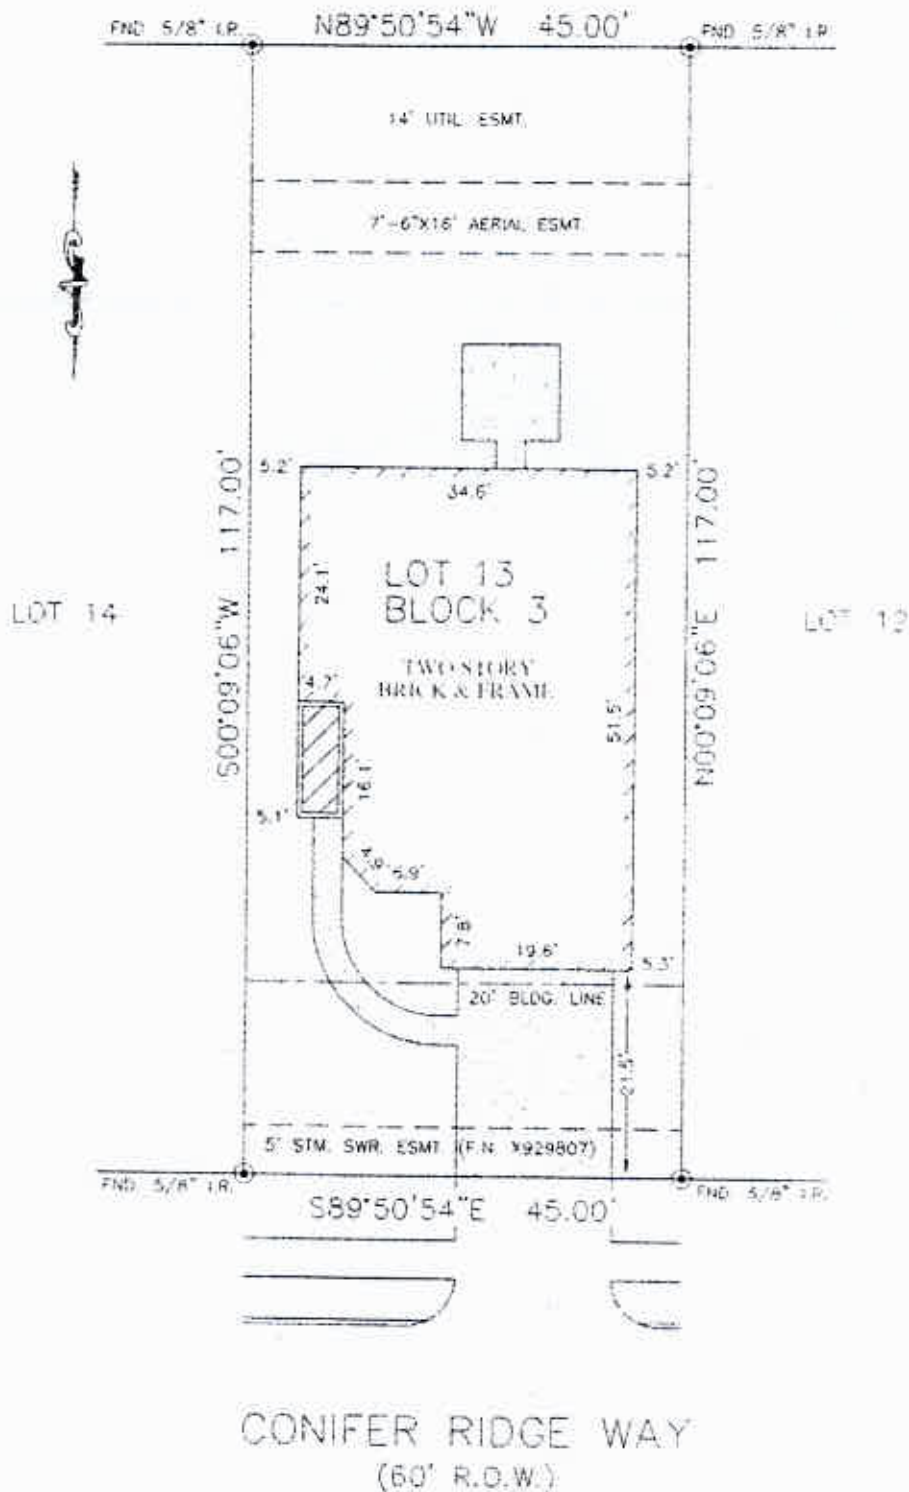 N89°50'54"W 45.00'
FND 5/8" I.R.
FND 5/8" I.R.
14' UTIL. ESMT.
7'-6"X16' AERIAL ESMT.
5.2'
34.6'
5.2'
S00°09'06"W 117.00'
N00°09'06"E 117.00'
24.1'
LOT 13
BLOCK 3
LOT 14
LOT 12
TWO STORY
BRICK & FRAME
4.7'
51.5'
16.1'
5.1'
4.9'
5.9'
7.8'
19.6'
5.3'
20' BLDG. LINE
21.5'
5' STM. SWR. ESMT. (F.N. X929807)
FND 5/8" I.R.
FND 5/8" I.R.
S89°50'54"E 45.00'
CONIFER RIDGE WAY
(60' R.O.W.)